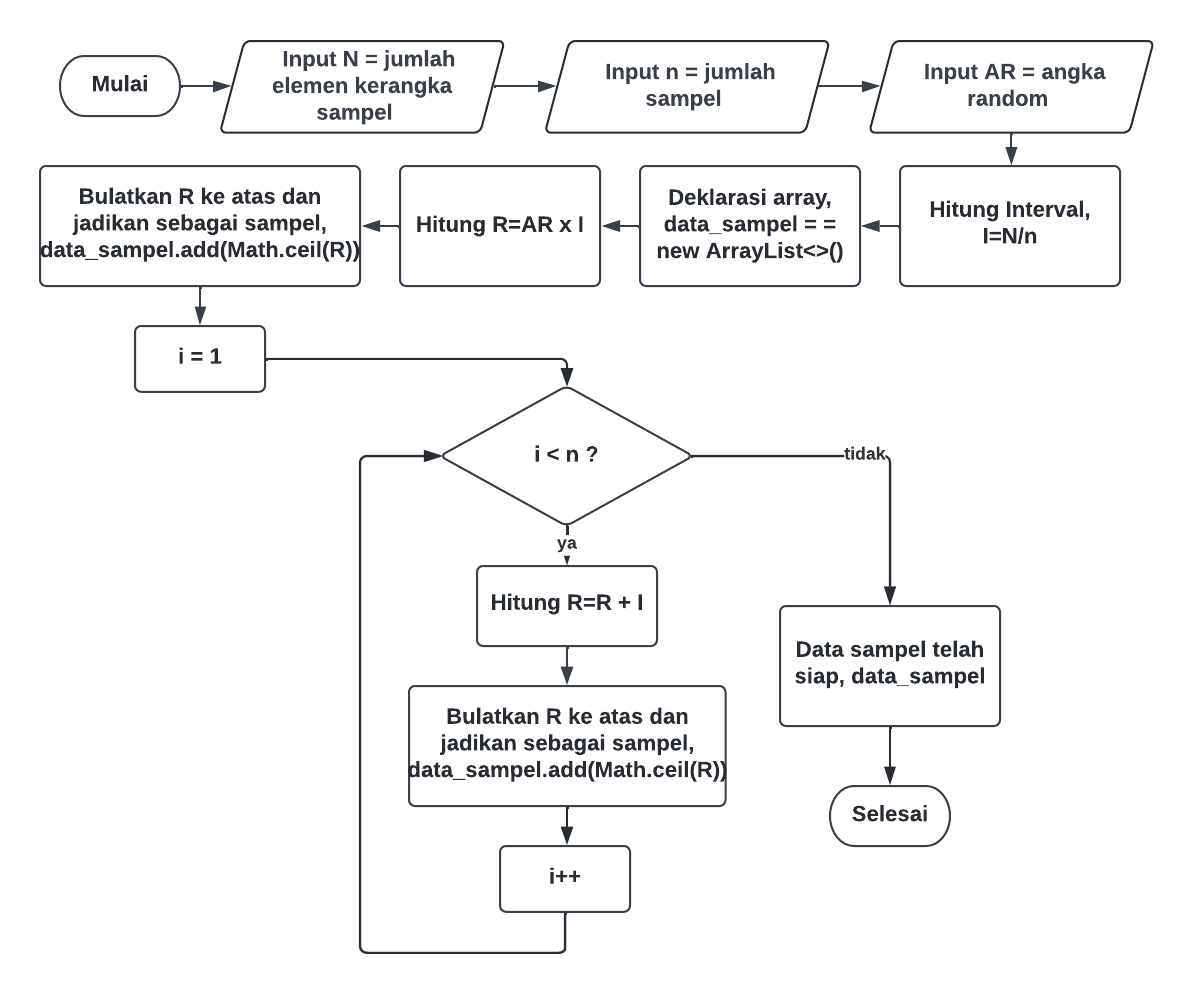 Mulai
Input N = jumlah
elemen kerangka
sampel
Input n = jumlah
sampel
Input AR = angka
random
Hitung Interval,
I=N/n
Deklarasi array,
data_sampel = =
new ArrayList<>()
Hitung R=AR x I
Bulatkan R ke atas dan
jadikan sebagai sampel,
data_sampel.add(Math.ceil(R))
i = 1
i < n ?
tidak
ya
Hitung R=R + I
Bulatkan R ke atas dan
jadikan sebagai sampel,
data_sampel.add(Math.ceil(R))
i++
Data sampel telah
siap, data_sampel
Selesai